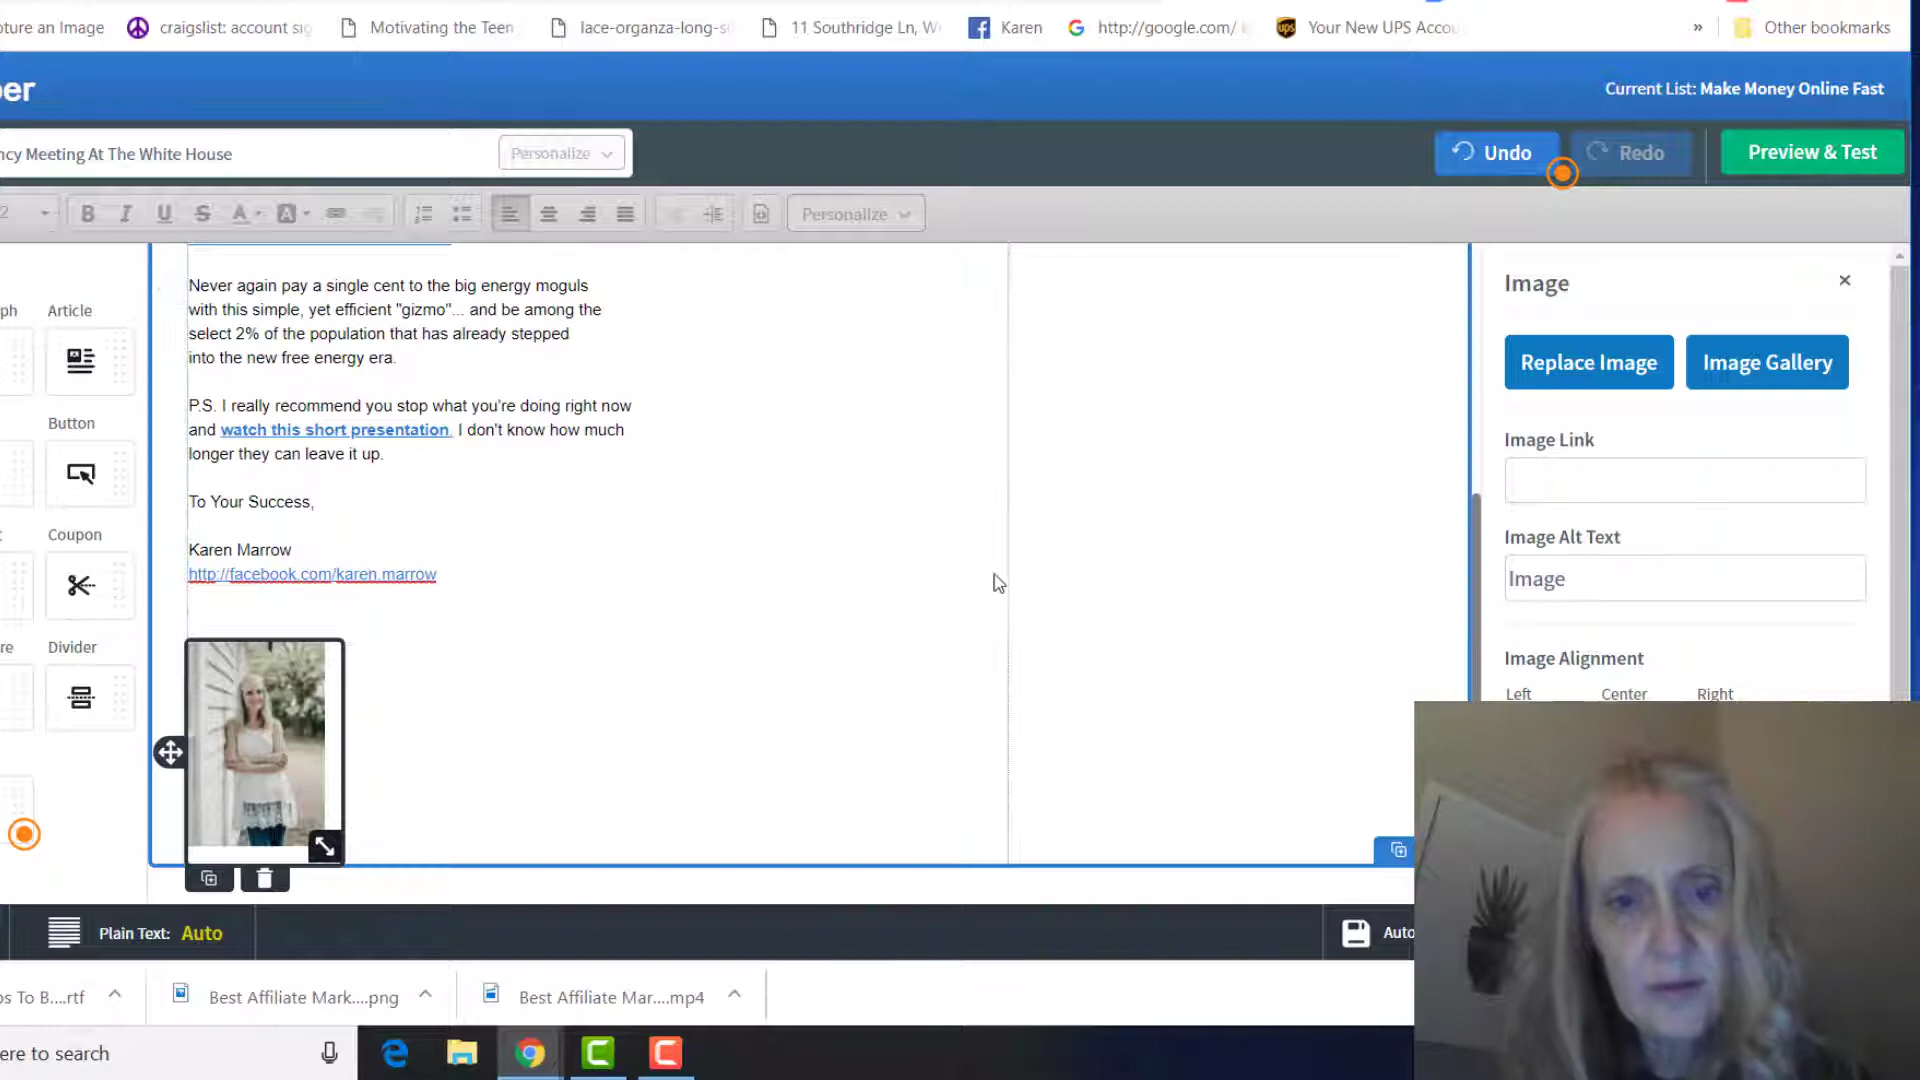 pture an Image
craigslist: account sig
Motivating the Teen
lace-organza-long-s
11 Southridge Ln, W
Karen
http://google.com/
ups
Your New UPS Accou
»
Other bookmarks
ber
Current List: Make Money Online Fast
ncy Meeting At The White House
Personalize
Undo
Redo
Preview & Test
2
B
I
U
S
A
A
Personalize
Never again pay a single cent to the big energy moguls
with this simple, yet efficient "gizmo"... and be among the
select 2% of the population that has already stepped
into the new free energy era.
P.S. I really recommend you stop what you're doing right now
and watch this short presentation. I don't know how much
longer they can leave it up.
To Your Success,
Karen Marrow
http://facebook.com/karen.marrow
ph
Article
Button
t
Coupon
re
Divider
Image
Replace Image
Image Gallery
Image Link
Image Alt Text
Image
Image Alignment
Left
Center
Right
Plain Text: Auto
Auto
os To B....rtf
Best Affiliate Mark....png
Best Affiliate Mar....mp4
ere to search